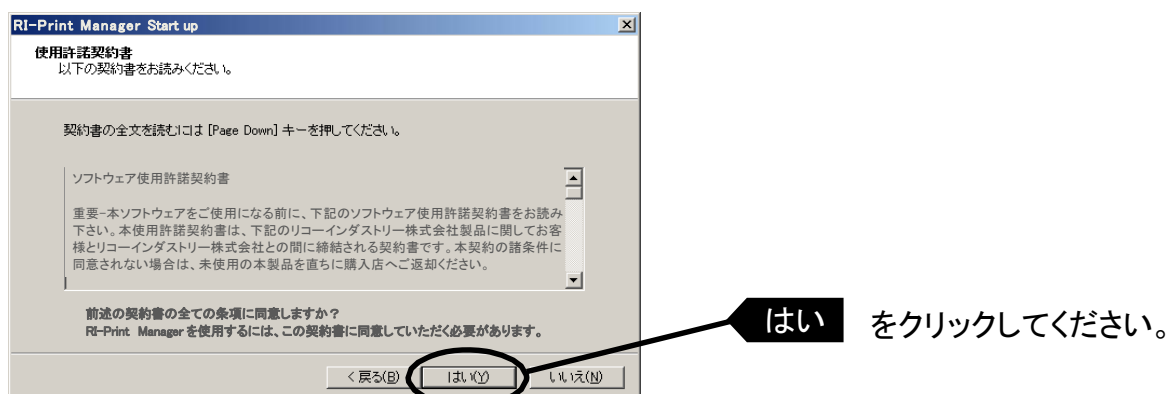 RI-Print Manager Start up
使用許諾契約書
以下の契約書をお読みください。
契約書の全文を読むには [Page Down] キーを押してください。
ソフトウェア使用許諾契約書
重要-本ソフトウェアをご使用になる前に、下記のソフトウェア使用許諾契約書をお読み
下さい。本使用許諾契約書は、下記のリコーインダストリー株式会社製品に関してお客
様とリコーインダストリー株式会社との間に締結される契約書です。本契約の諸条件に
同意されない場合は、未使用の本製品を直ちに購入店へご返却ください。
前述の契約書の全ての条項に同意しますか？
RI-Print Managerを使用するには、この契約書に同意していただく必要があります。
はい をクリックしてください。
< 戻る(B) はい(Y) いいえ(N)